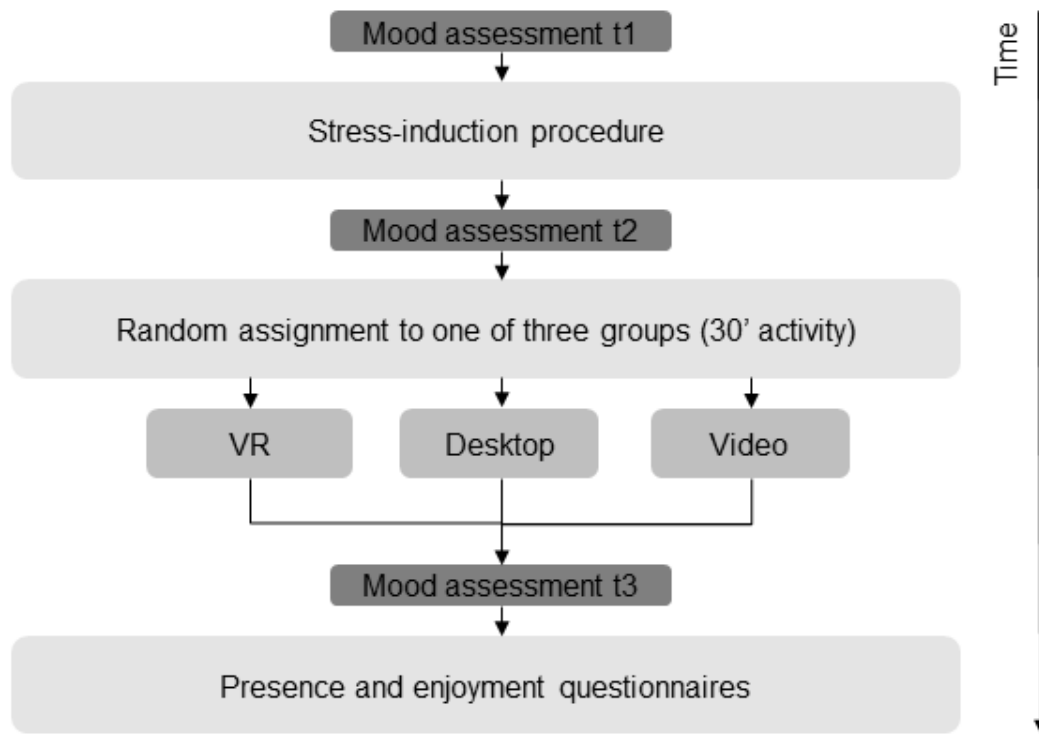 Mood assessment t1
Time
Stress-induction procedure
Mood assessment t2
Random assignment to one of three groups (30’ activity)
VR
Desktop
Video
Mood assessment t3
Presence and enjoyment questionnaires